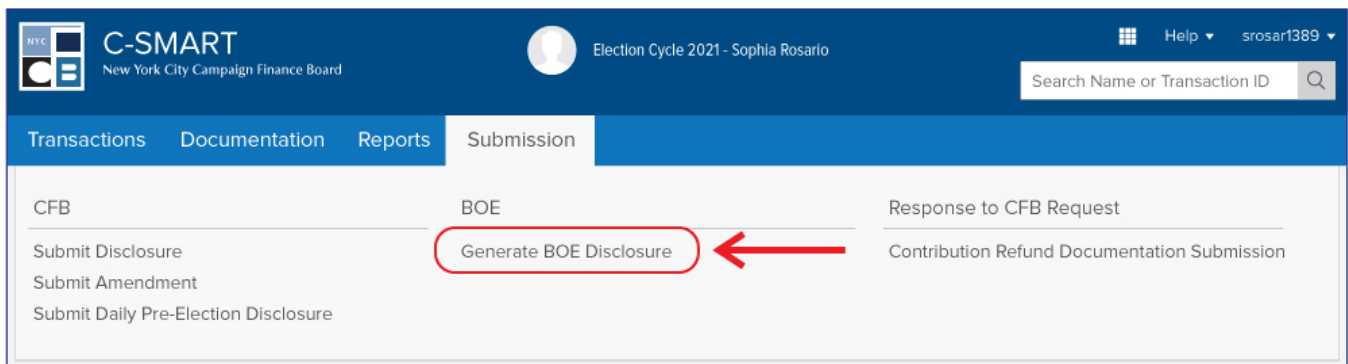 NYC
CB
C-SMART
New York City Campaign Finance Board
Election Cycle 2021 - Sophia Rosario
Help
srosar1389
Search Name or Transaction ID
Transactions
Documentation
Reports
Submission
CFB
Submit Disclosure
Submit Amendment
Submit Daily Pre-Election Disclosure
BOE
Generate BOE Disclosure
Response to CFB Request
Contribution Refund Documentation Submission